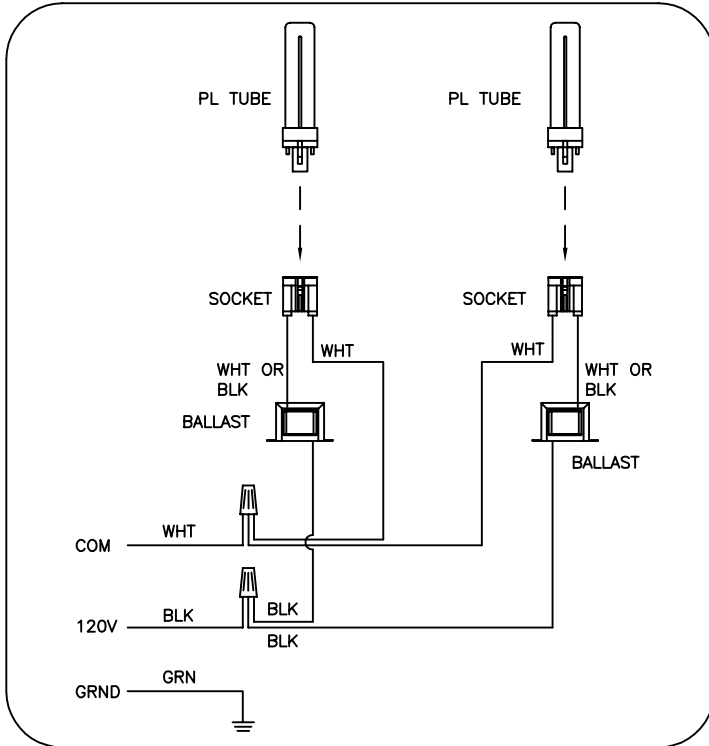 PL TUBE
PL TUBE
SOCKET
SOCKET
WHT
WHT
WHT OR
BLK
WHT OR
BLK
BALLAST
BALLAST
COM
WHT
120V
BLK
BLK
BLK
GRND
GRN